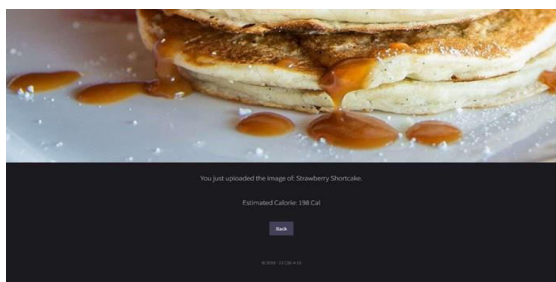 You just uploaded the image of: Strawberry Shortcake.
Estimated Calorie: 198 Cal
Back